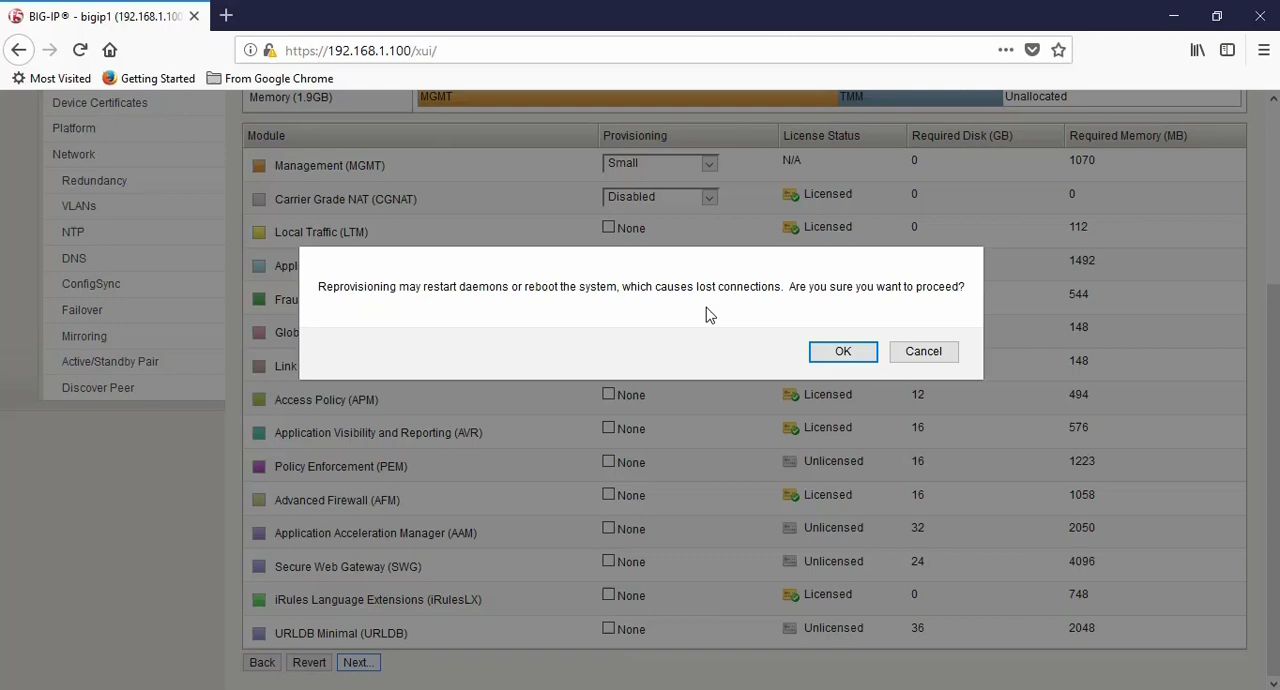 BIG-IP® - bigip1 (192.168.1.100
https://192.168.1.100/xui/
Most Visited Getting Started From Google Chrome
Device Certificates
Platform
Network
Redundancy
VLANs
NTP
DNS
ConfigSync
Failover
Mirroring
Active/Standby Pair
Discover Peer
Memory (1.9GB) MGMT TMM Unallocated
Module Provisioning License Status Required Disk (GB) Required Memory (MB)
Management (MGMT) Small N/A 0 1070
Carrier Grade NAT (CGNAT) Disabled Licensed 0 0
Local Traffic (LTM) None Licensed 0 112
Appl 1492
Frau 544
Glob 148
Link 148
Reprovisioning may restart daemons or reboot the system, which causes lost connections. Are you sure you want to proceed?
OK Cancel
Access Policy (APM) None Licensed 12 494
Application Visibility and Reporting (AVR) None Licensed 16 576
Policy Enforcement (PEM) None Unlicensed 16 1223
Advanced Firewall (AFM) None Licensed 16 1058
Application Acceleration Manager (AAM) None Unlicensed 32 2050
Secure Web Gateway (SWG) None Unlicensed 24 4096
iRules Language Extensions (iRulesLX) None Licensed 0 748
URLDB Minimal (URLDB) None Unlicensed 36 2048
Back Revert Next...